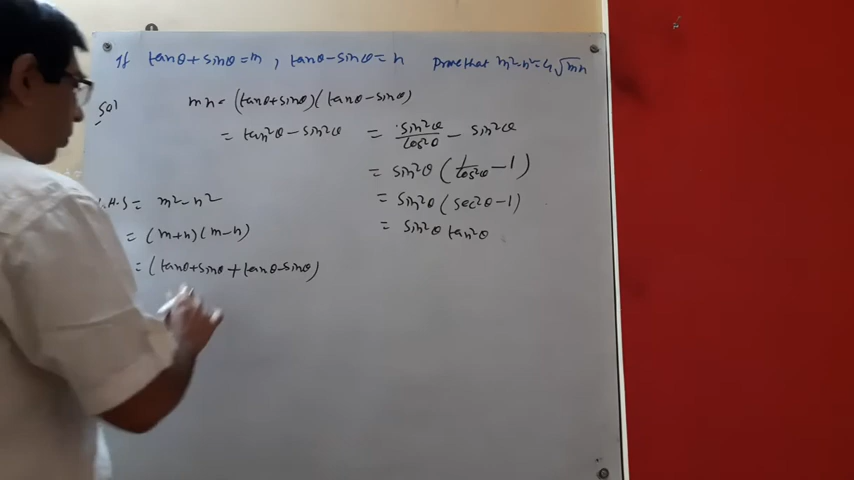 If tanθ + sinθ = m , tanθ - sinθ = n Prove that m² - n² = 4√mn
Sol
mn = (tanθ + sinθ)(tanθ - sinθ)
= tan²θ - sin²θ = sin²θ/cos²θ - sin²θ
= sin²θ (1/cos²θ - 1)
= sin²θ (sec²θ - 1)
= sin²θ tan²θ
.H.S = m² - n²
= (m+n)(m-n)
= (tanθ + sinθ + tanθ - sinθ)